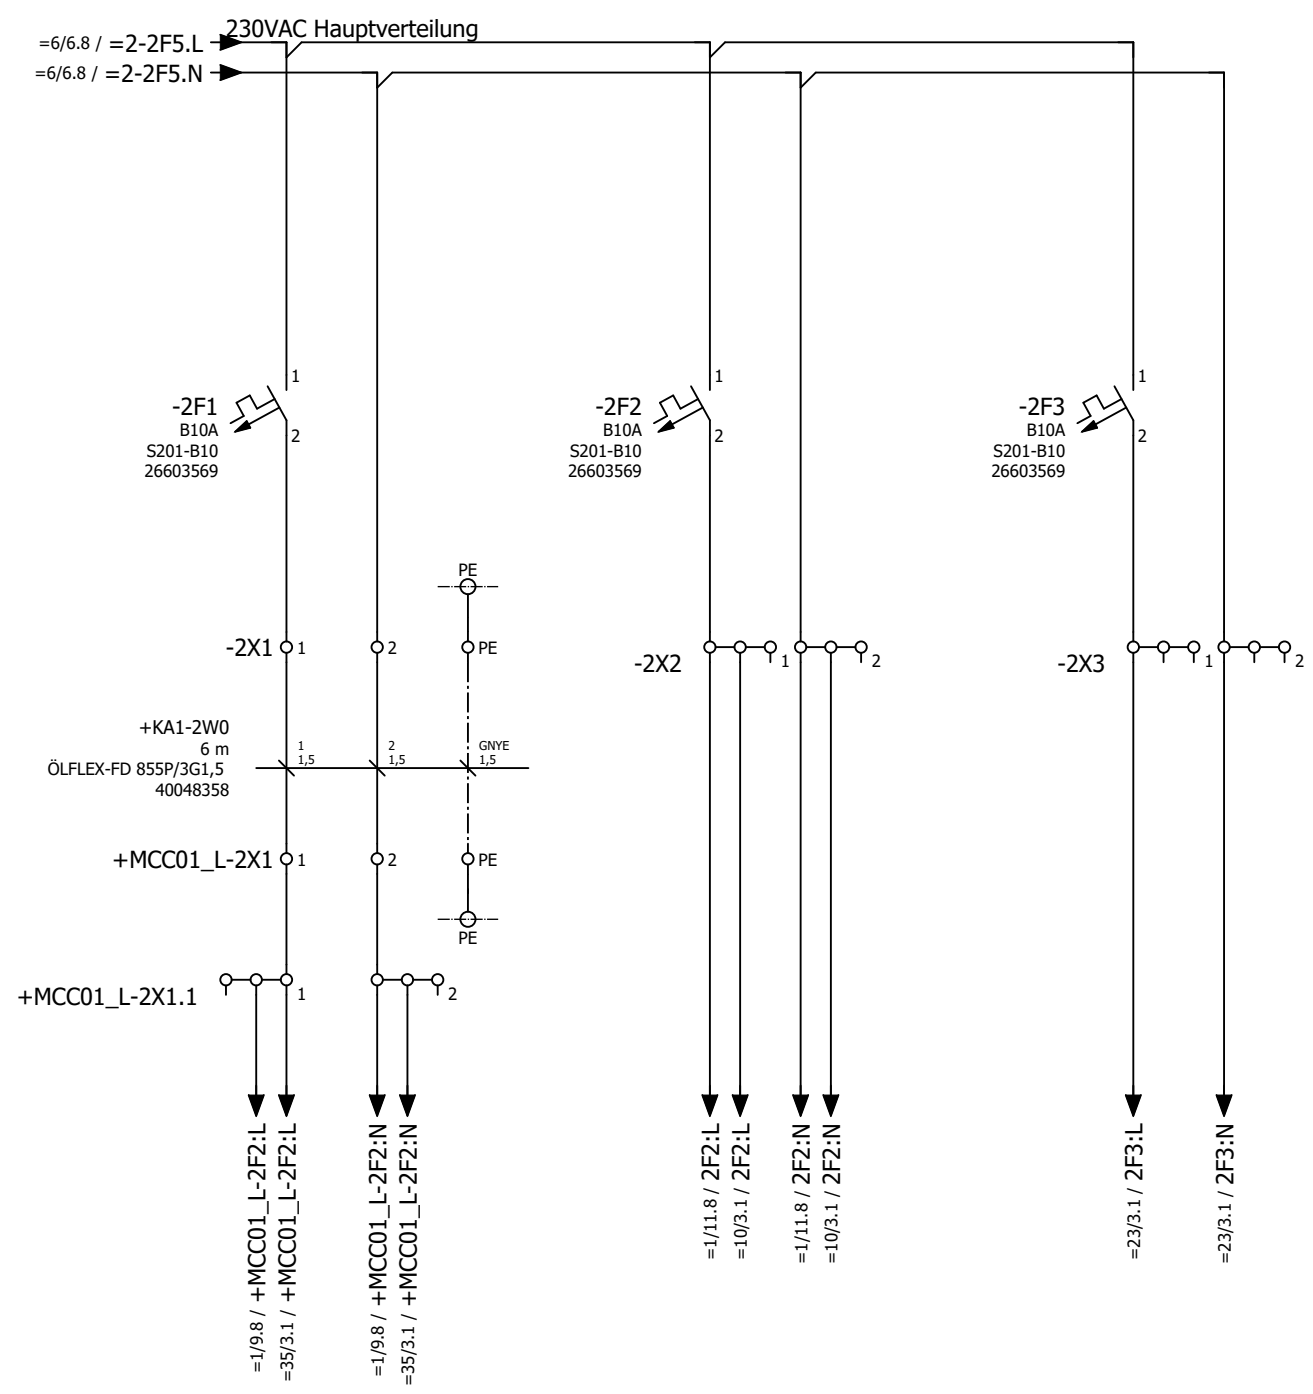 230VAC Hauptverteilung
=6/6.8 / =2-2F5.L
=6/6.8 / =2-2F5.N
1
-2F1
B10A
2
S201-B10
26603569
1
-2F2
B10A
2
S201-B10
26603569
1
-2F3
B10A
2
S201-B10
26603569
PE
-2X1 1 2 PE
-2X2 1 2
-2X3 1 2
+KA1-2W0
6 m
ÖLFLEX-FD 855P/3G1,5
40048358
1
1,5
2
1,5
GNYE
1,5
+MCC01_L-2X1 1 2 PE
PE
+MCC01_L-2X1.1 1 2
=1/9.8 / +MCC01_L-2F2:L
=35/3.1 / +MCC01_L-2F2:L
=1/9.8 / +MCC01_L-2F2:N
=35/3.1 / +MCC01_L-2F2:N
=1/11.8 / 2F2:L
=10/3.1 / 2F2:L
=1/11.8 / 2F2:N
=10/3.1 / 2F2:N
=23/3.1 / 2F3:L
=23/3.1 / 2F3:N